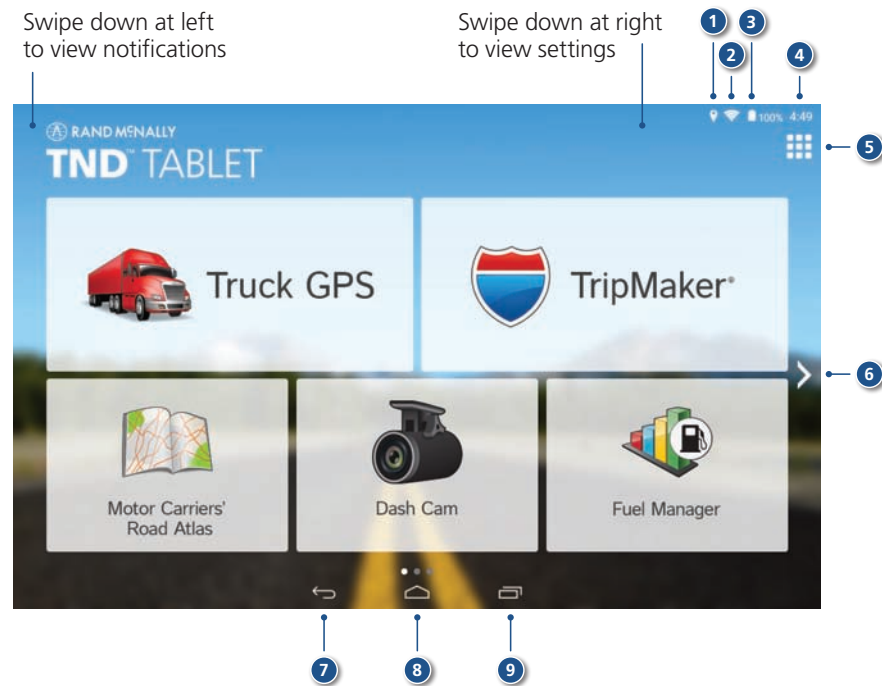 Swipe down at left
to view notifications
Swipe down at right
to view settings
1
2
3
4
100% 4:49
RAND MCNALLY
TND™ TABLET
5
Truck GPS
TripMaker®
6
Motor Carriers'
Road Atlas
Dash Cam
Fuel Manager
7
8
9